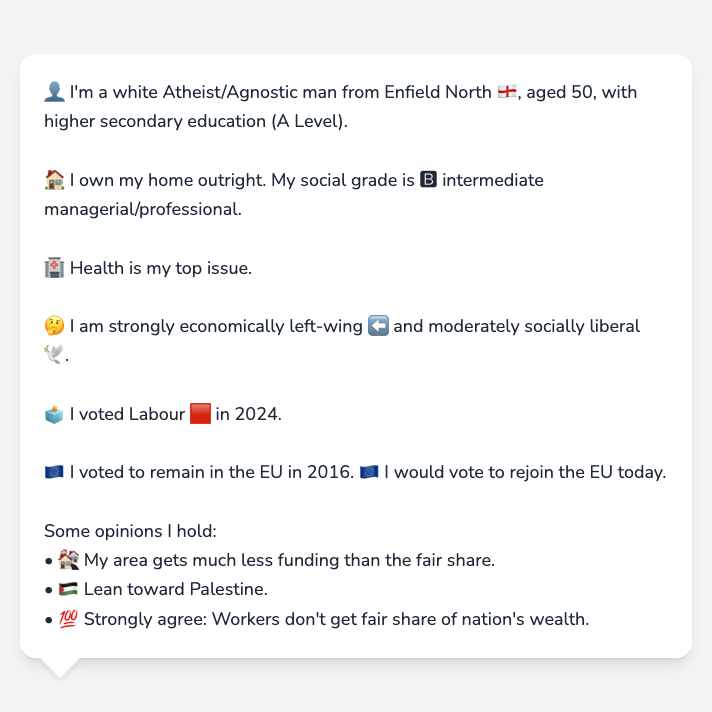 👤 I'm a white Atheist/Agnostic man from Enfield North 🏴󠁧󠁢󠁥󠁮󠁧󠁿, aged 50, with
higher secondary education (A Level).
🏠 I own my home outright. My social grade is 🅱 intermediate
managerial/professional.
🏥 Health is my top issue.
🤔 I am strongly economically left-wing ⬅️ and moderately socially liberal
🕊️.
🗳️ I voted Labour 🟥 in 2024.
🇪🇺 I voted to remain in the EU in 2016. 🇪🇺 I would vote to rejoin the EU today.
Some opinions I hold:
• 🏘️ My area gets much less funding than the fair share.
• 🇵🇸 Lean toward Palestine.
• 💯 Strongly agree: Workers don't get fair share of nation's wealth.